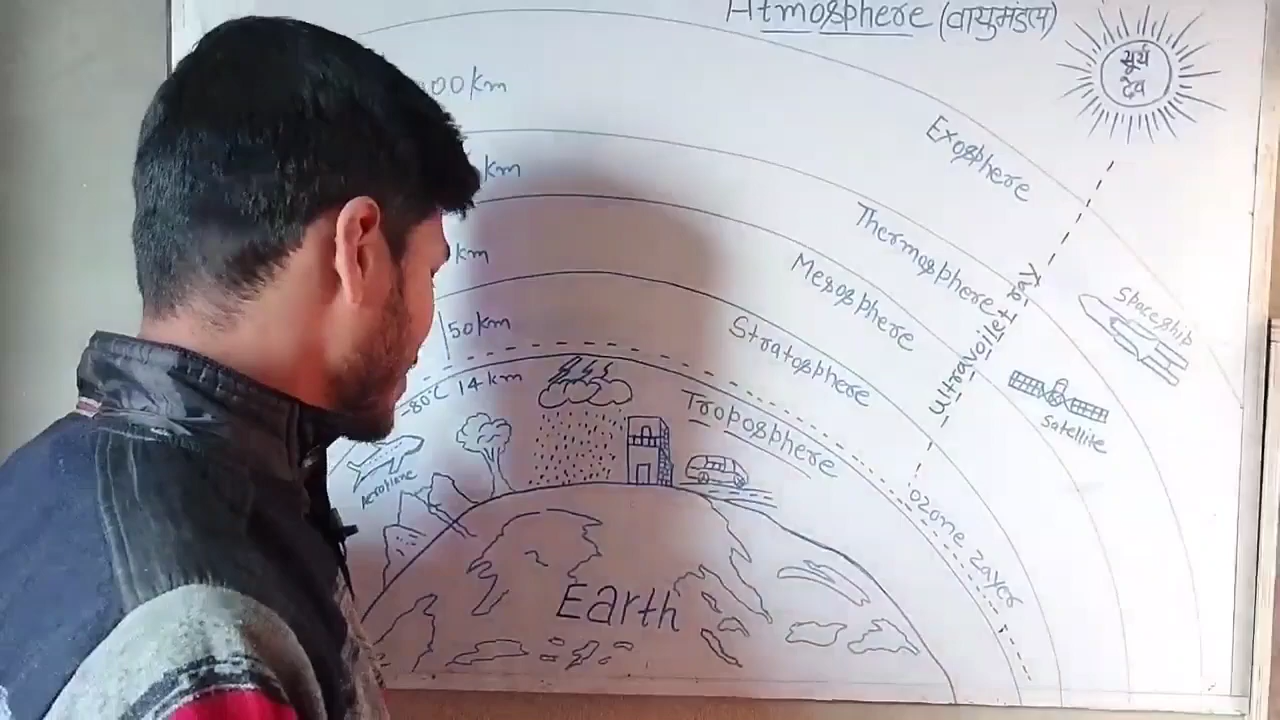 Atmosphere (वायुमंडल)
सूर्य
देव
00km
km
km
50km
-80°C 14km
Exosphere
Thermosphere
Mesosphere
Stratosphere
Troposphere
Ultravoilet Ray
Spaceship
Satellite
Aeroplane
Ozone Layer
Earth